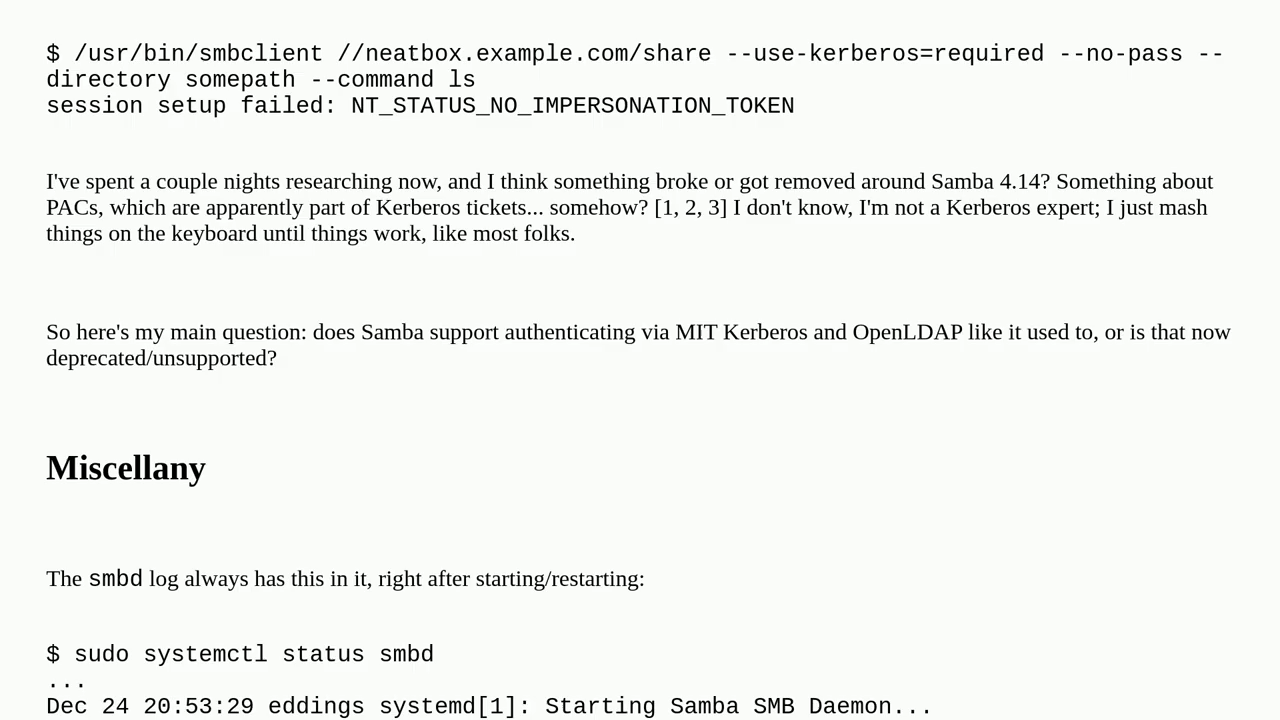 $ /usr/bin/smbclient //neatbox.example.com/share --use-kerberos=required --no-pass --
directory somepath --command ls
session setup failed: NT_STATUS_NO_IMPERSONATION_TOKEN
I've spent a couple nights researching now, and I think something broke or got removed around Samba 4.14? Something about
PACs, which are apparently part of Kerberos tickets... somehow? [1, 2, 3] I don't know, I'm not a Kerberos expert; I just mash
things on the keyboard until things work, like most folks.
So here's my main question: does Samba support authenticating via MIT Kerberos and OpenLDAP like it used to, or is that now
deprecated/unsupported?
Miscellany
The smbd log always has this in it, right after starting/restarting:
$ sudo systemctl status smbd
...
Dec 24 20:53:29 eddings systemd[1]: Starting Samba SMB Daemon...